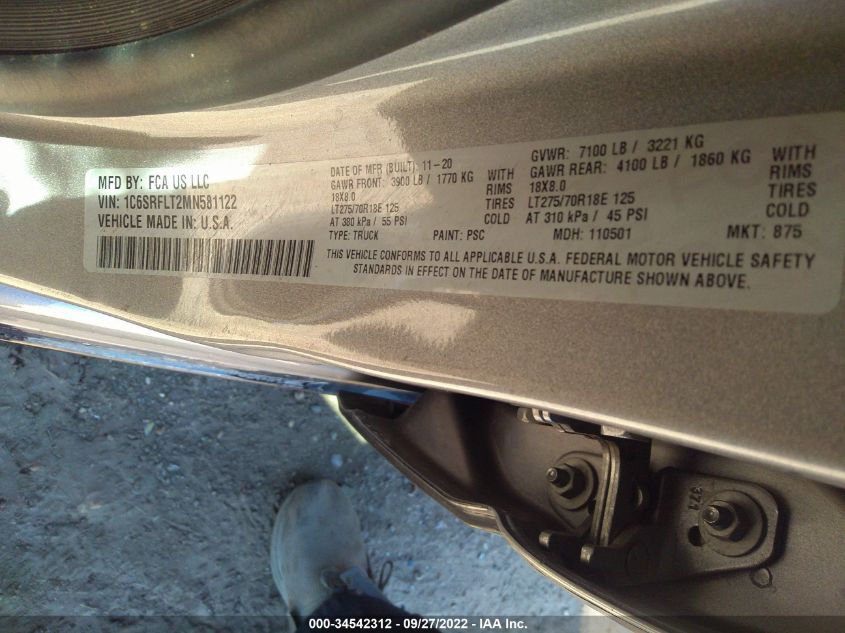 MFD BY: FCA US LLC
VIN: 1C6SRFLT2MN581122
VEHICLE MADE IN: U.S.A.
DATE OF MFR (BUILT): 11-20
GVWR: 7100 LB / 3221 KG
GAWR FRONT: 3900 LB / 1770 KG WITH
GAWR REAR: 4100 LB / 1860 KG WITH
18X8.0 RIMS
18X8.0 RIMS
LT275/70R18E 125 TIRES
LT275/70R18E 125 TIRES
AT 380 kPa / 55 PSI COLD
AT 310 kPa / 45 PSI COLD
TYPE: TRUCK PAINT: PSC MDH: 110501 MKT: 875
THIS VEHICLE CONFORMS TO ALL APPLICABLE U.S.A. FEDERAL MOTOR VEHICLE SAFETY
STANDARDS IN EFFECT ON THE DATE OF MANUFACTURE SHOWN ABOVE.
371
000-34542312 - 09/27/2022 - IAA Inc.